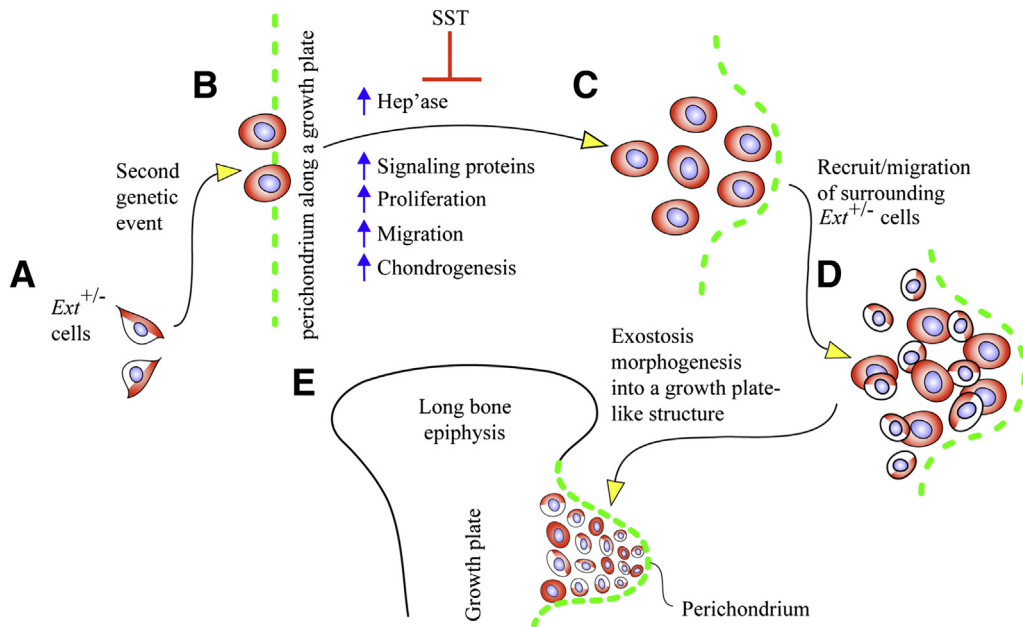 SST
B
perichondrium along a growth plate
Hep’ase
C
Second
genetic
event
Signaling proteins
Proliferation
Migration
Chondrogenesis
Recruit/migration
of surrounding
Ext+/- cells
A
Ext+/-
cells
D
Exostosis
morphogenesis
into a growth plate-
like structure
E
Long bone
epiphysis
Growth plate
Perichondrium